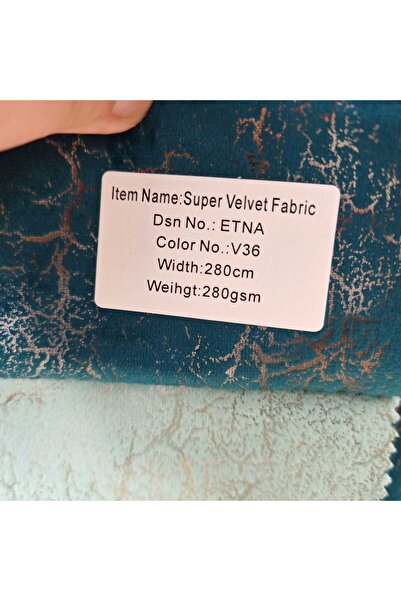 Item Name:Super Velvet Fabric
Dsn No.: ETNA
Color No.:V36
Width:280cm
Weihgt:280gsm